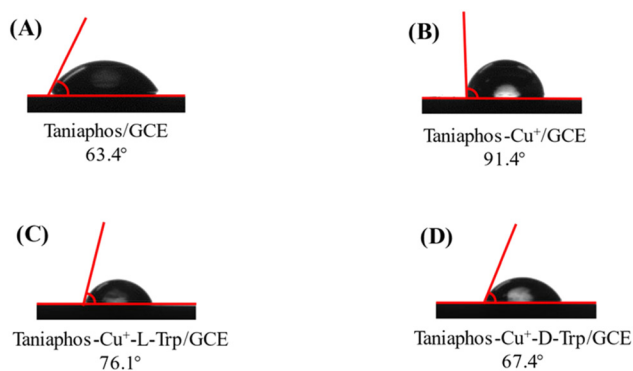 (A)
Taniaphos/GCE
63.4°
(B)
Taniaphos-Cu⁺/GCE
91.4°
(C)
Taniaphos-Cu⁺-L-Trp/GCE
76.1°
(D)
Taniaphos-Cu⁺-D-Trp/GCE
67.4°